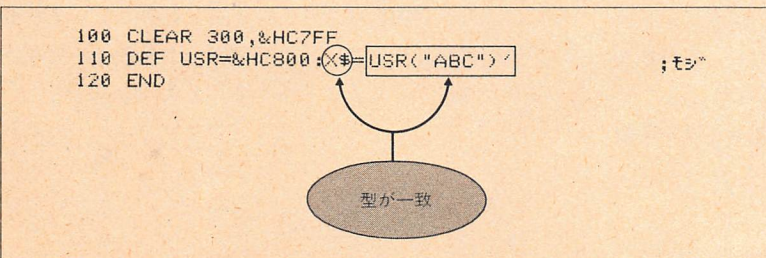 100 CLEAR 300,&HC7FF
110 DEF USR=&HC800:X$=USR("ABC")' ;モジ
120 END
型が一致